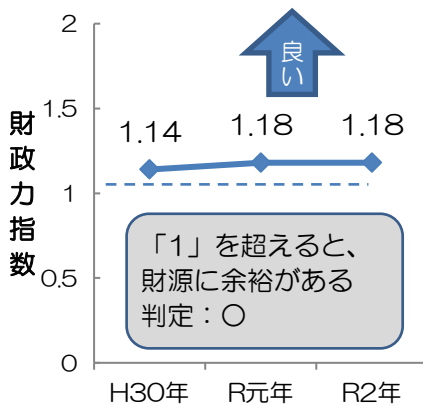 2
良い
1.5
1.14
1.18
1.18
財政力指数
1
「1」を超えると、
財源に余裕がある
判定：〇
0.5
0
H30年
R元年
R2年